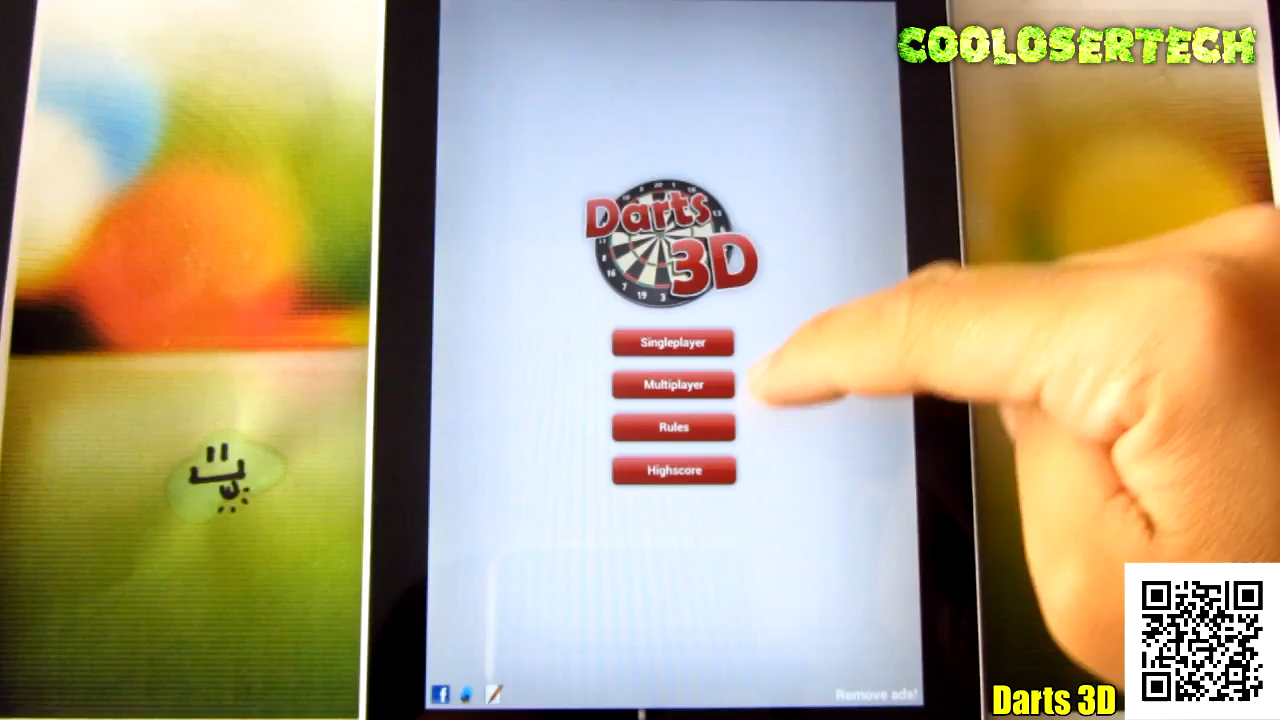 COOLOSERTECH
Darts
3D
Singleplayer
Multiplayer
Rules
Highscore
Remove ads!
Darts 3D